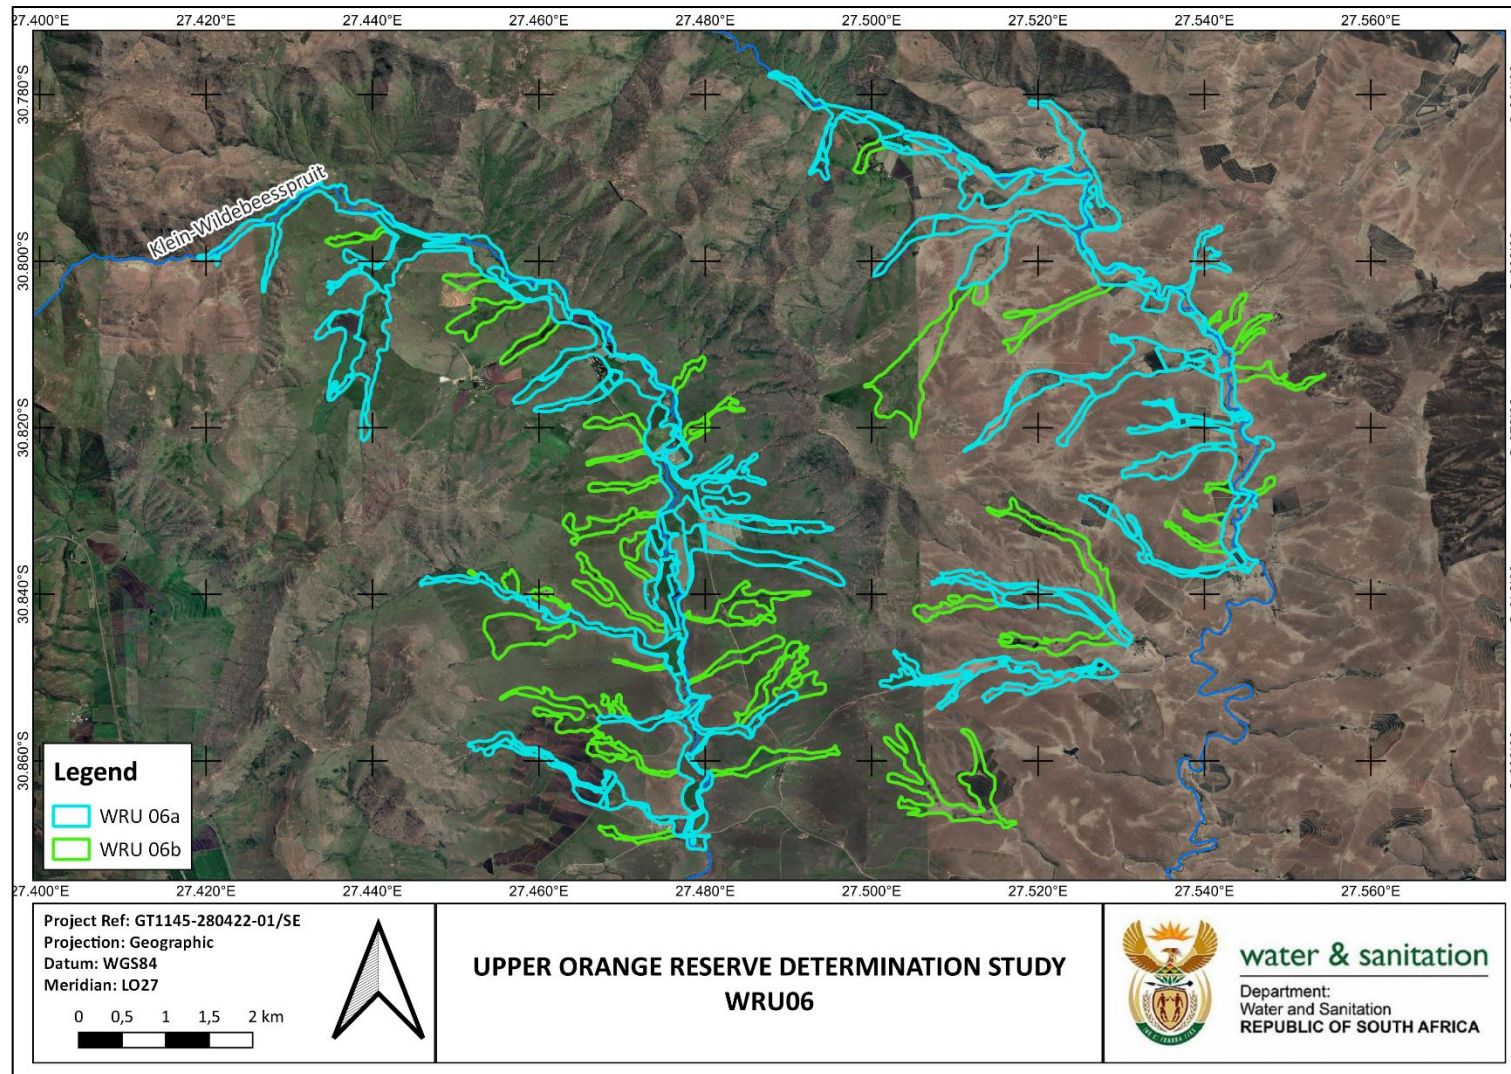 27.400°E 27.420°E 27.440°E 27.460°E 27.480°E 27.500°E 27.520°E 27.540°E 27.560°E
30.780°S
30.800°S
30.820°S
30.840°S
30.860°S
Klein-Wildebeesspruit
Legend
WRU 06a
WRU 06b
27.400°E 27.420°E 27.440°E 27.460°E 27.480°E 27.500°E 27.520°E 27.540°E 27.560°E
Project Ref: GT1145-280422-01/SE
Projection: Geographic
Datum: WGS84
Meridian: LO27
0 0,5 1 1,5 2 km
UPPER ORANGE RESERVE DETERMINATION STUDY
WRU06
water & sanitation
Department:
Water and Sanitation
REPUBLIC OF SOUTH AFRICA